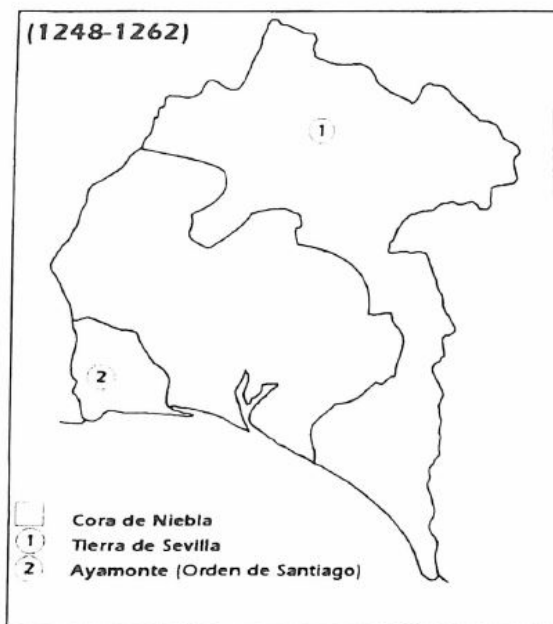 (1248-1262)
1
2
Cora de Niebla
1 Tierra de Sevilla
2 Ayamonte (Orden de Santiago)